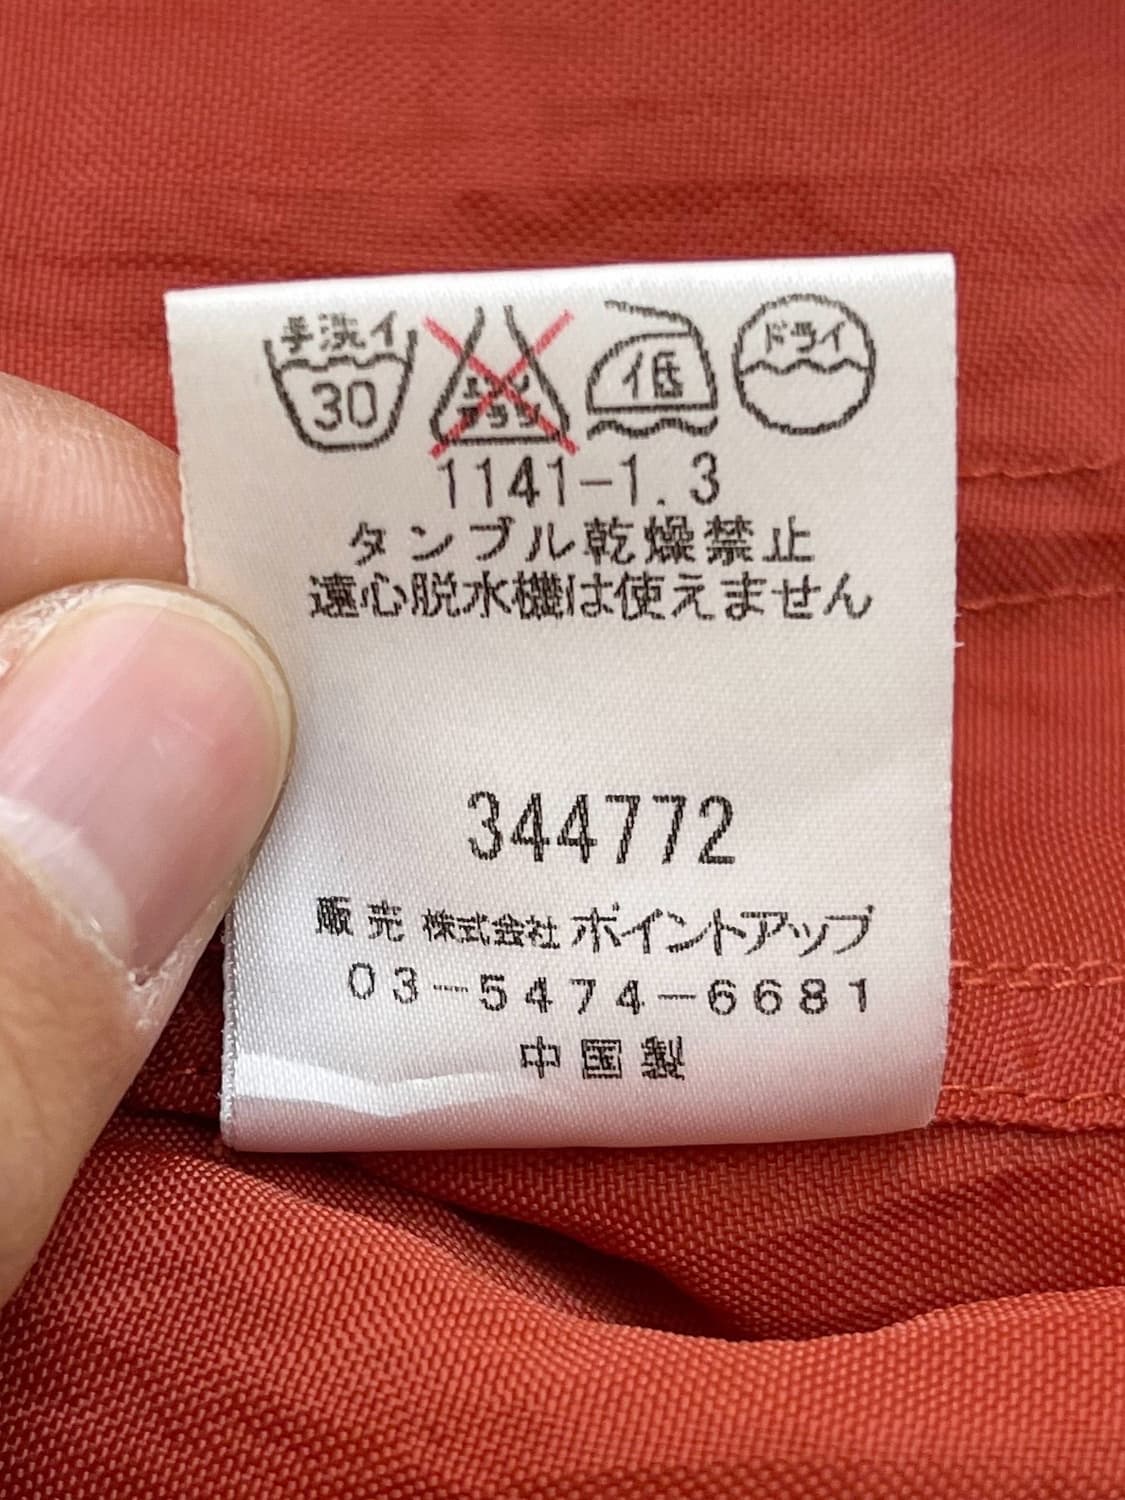 手洗イ 30 エンソ サラシ 低 ドライ
1141-1.3
タンブル乾燥禁止
遠心脱水機は使えません
344772
販売 株式会社 ポイントアップ
03-5474-6681
中国製